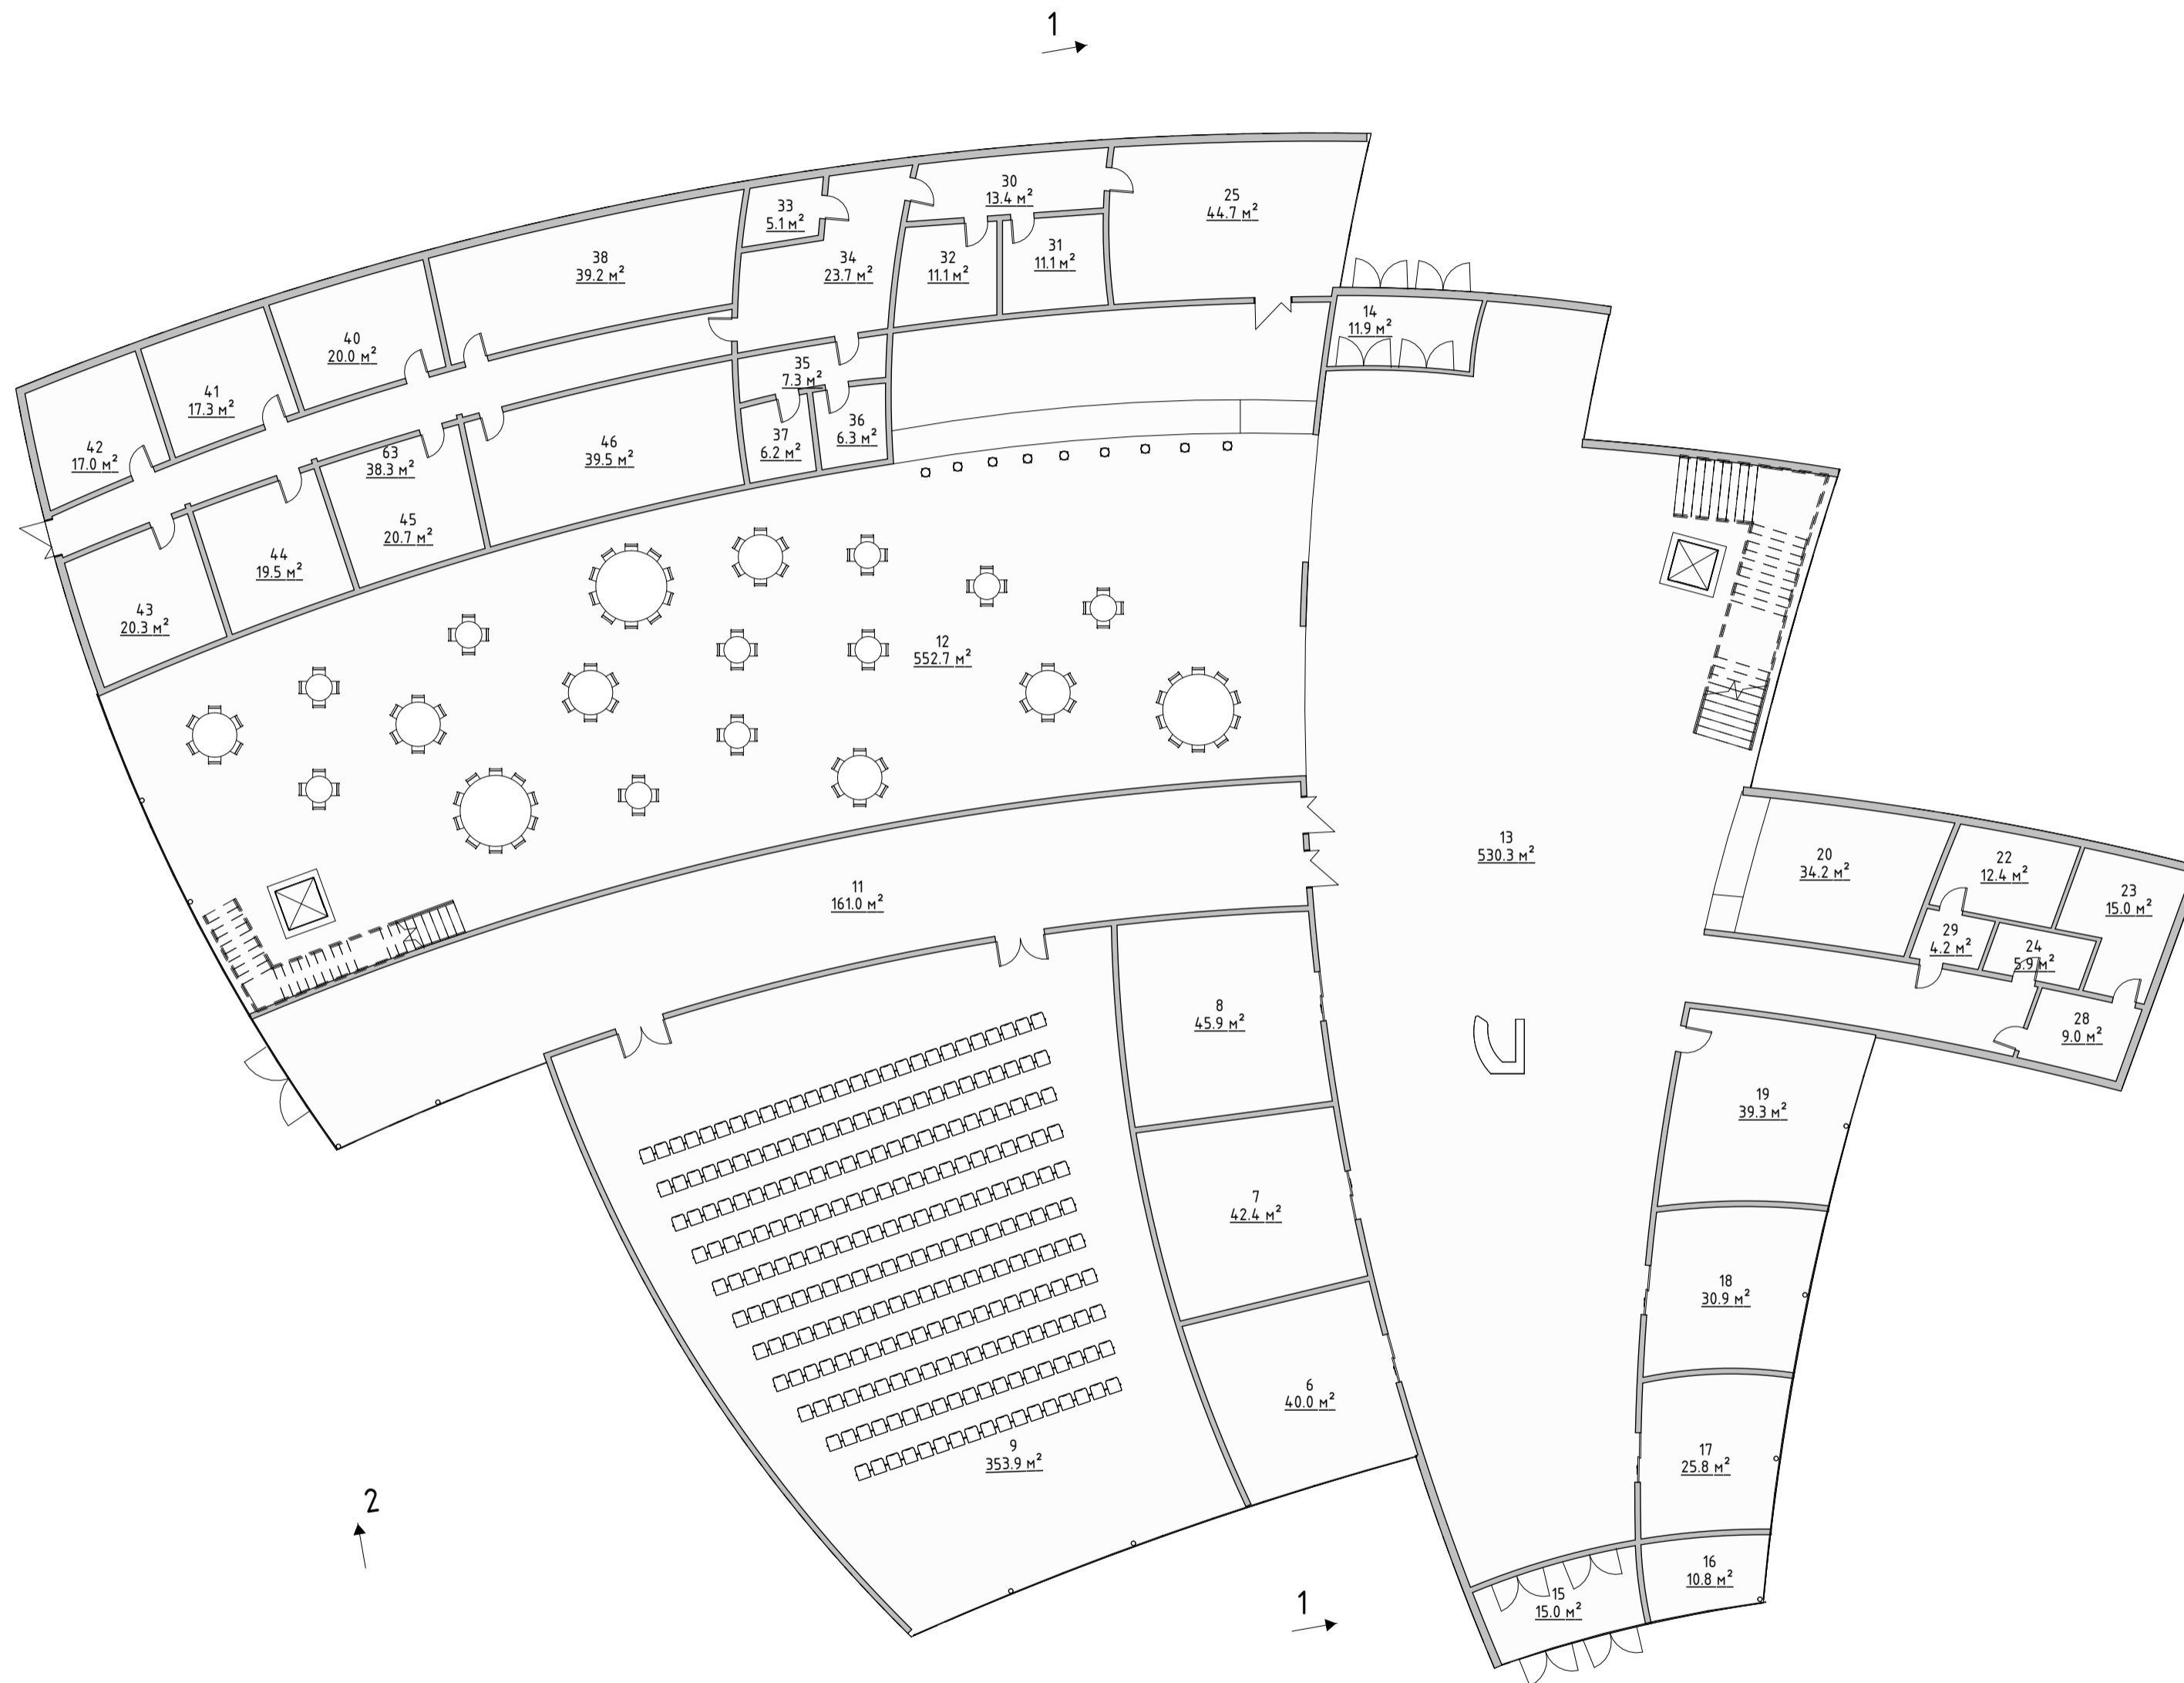 1
30
13.4 м²
25
44.7 м²
33
5.1 м²
34
23.7 м²
32
11.1 м²
31
11.1 м²
38
39.2 м²
14
11.9 м²
40
20.0 м²
35
7.3 м²
41
17.3 м²
36
6.3 м²
37
6.2 м²
46
39.5 м²
42
17.0 м²
63
38.3 м²
45
20.7 м²
44
19.5 м²
43
20.3 м²
12
552.7 м²
13
530.3 м²
20
34.2 м²
22
12.4 м²
23
15.0 м²
11
161.0 м²
29
4.2 м²
24
5.9 м²
8
45.9 м²
28
9.0 м²
19
39.3 м²
7
42.4 м²
18
30.9 м²
6
40.0 м²
9
353.9 м²
17
25.8 м²
2
16
10.8 м²
15
15.0 м²
1